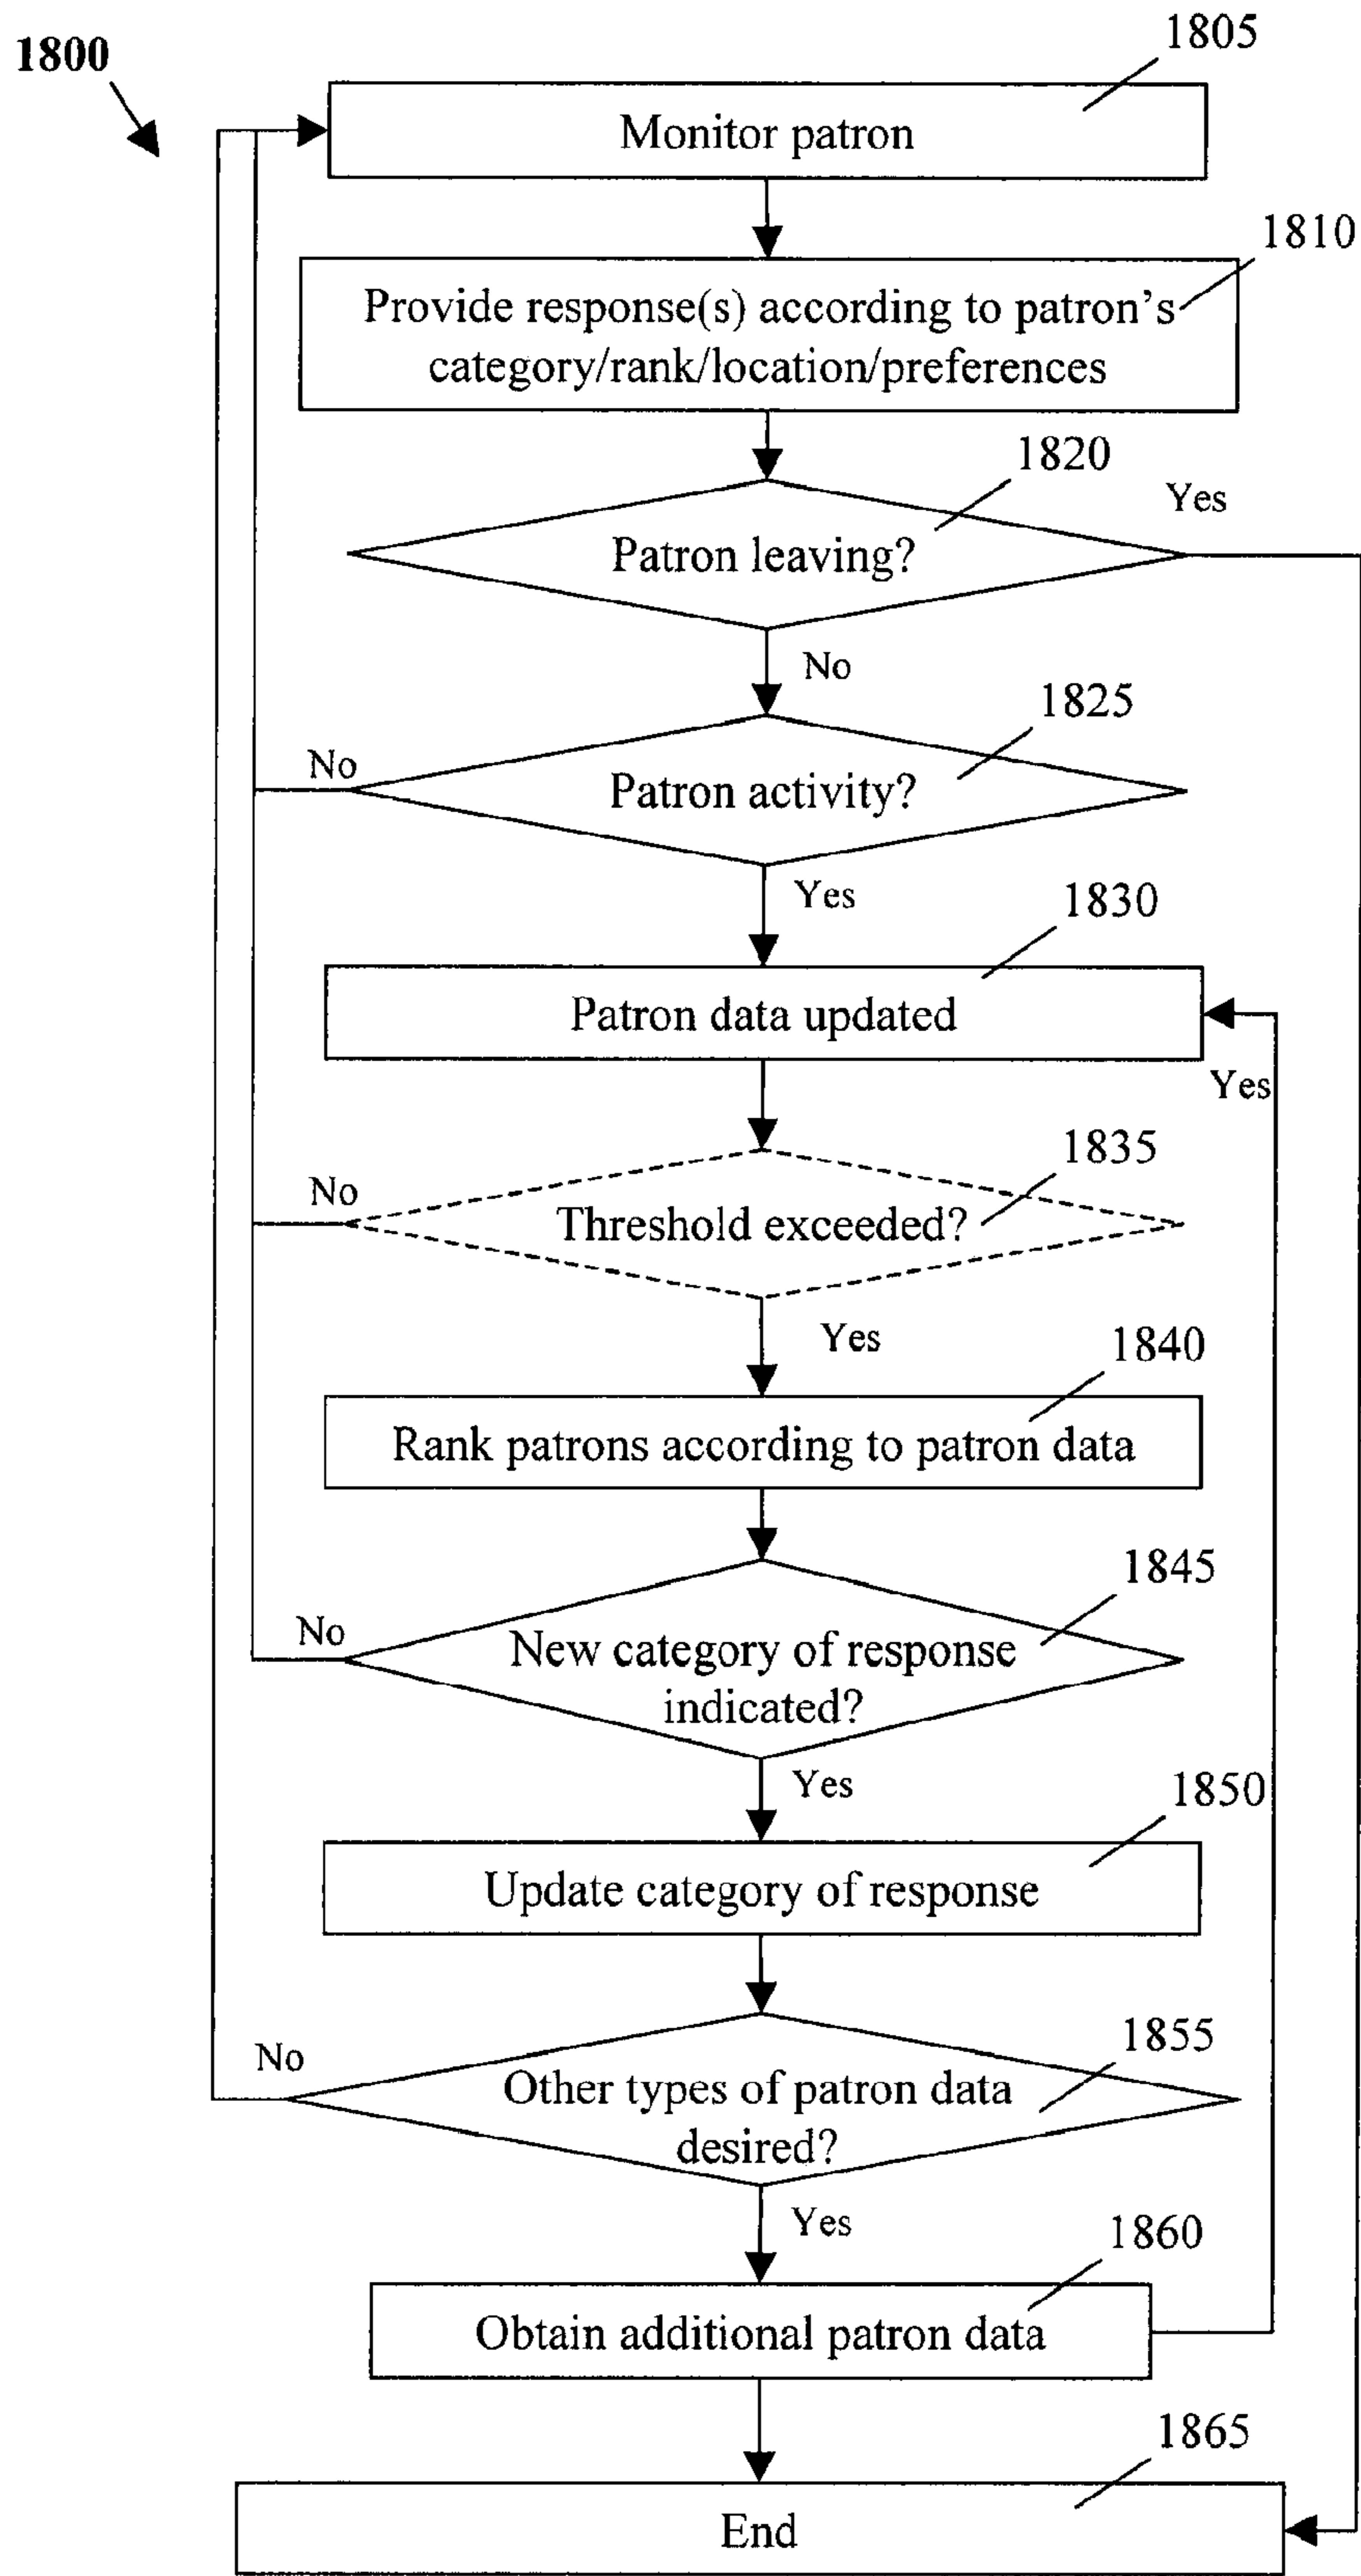 1800
1805
Monitor patron
1810
Provide response(s) according to patron's
category/rank/location/preferences
1820
Yes
Patron leaving?
No
1825
No
Patron activity?
Yes
1830
Patron data updated
Yes
1835
No
Threshold exceeded?
Yes
1840
Rank patrons according to patron data
1845
No
New category of response
indicated?
Yes
1850
Update category of response
1855
No
Other types of patron data
desired?
Yes
1860
Obtain additional patron data
1865
End